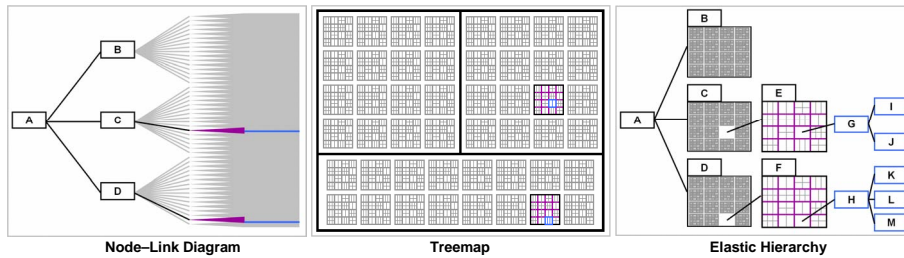 B
A
C
D
Node–Link Diagram
Treemap
B
C
E
A
G
I
J
D
F
H
K
L
M
Elastic Hierarchy